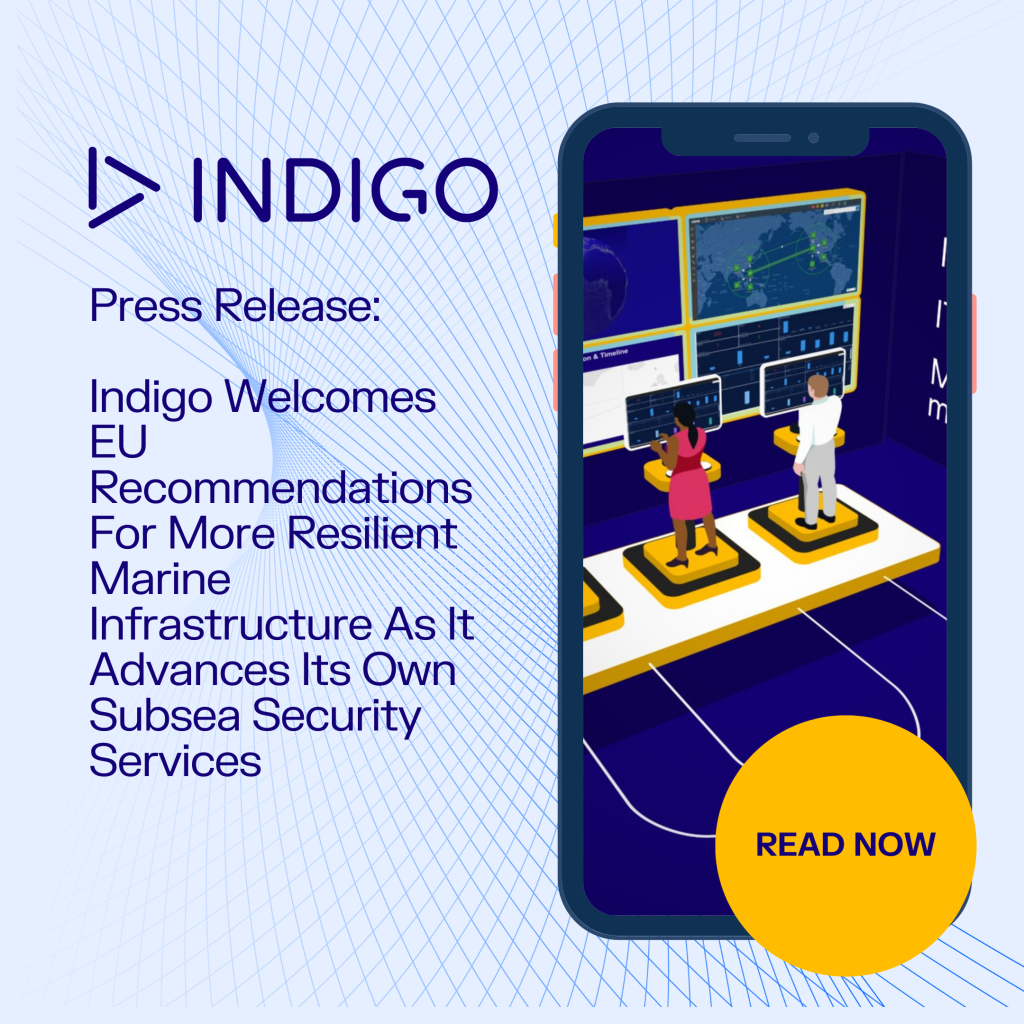 INDIGO
Press Release:
Indigo Welcomes
EU
Recommendations
For More Resilient
Marine
Infrastructure As It
Advances Its Own
Subsea Security
Services
& Timeline
READ NOW